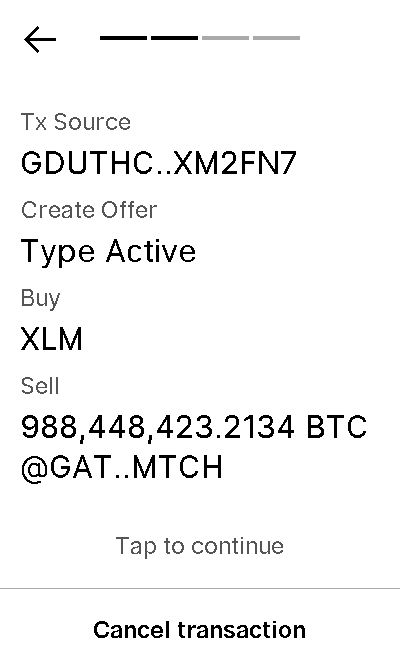 Tx Source
GDUTHC..XM2FN7
Create Offer
Type Active
Buy
XLM
Sell
988,448,423.2134 BTC
@GAT..MTCH
Tap to continue
Cancel transaction